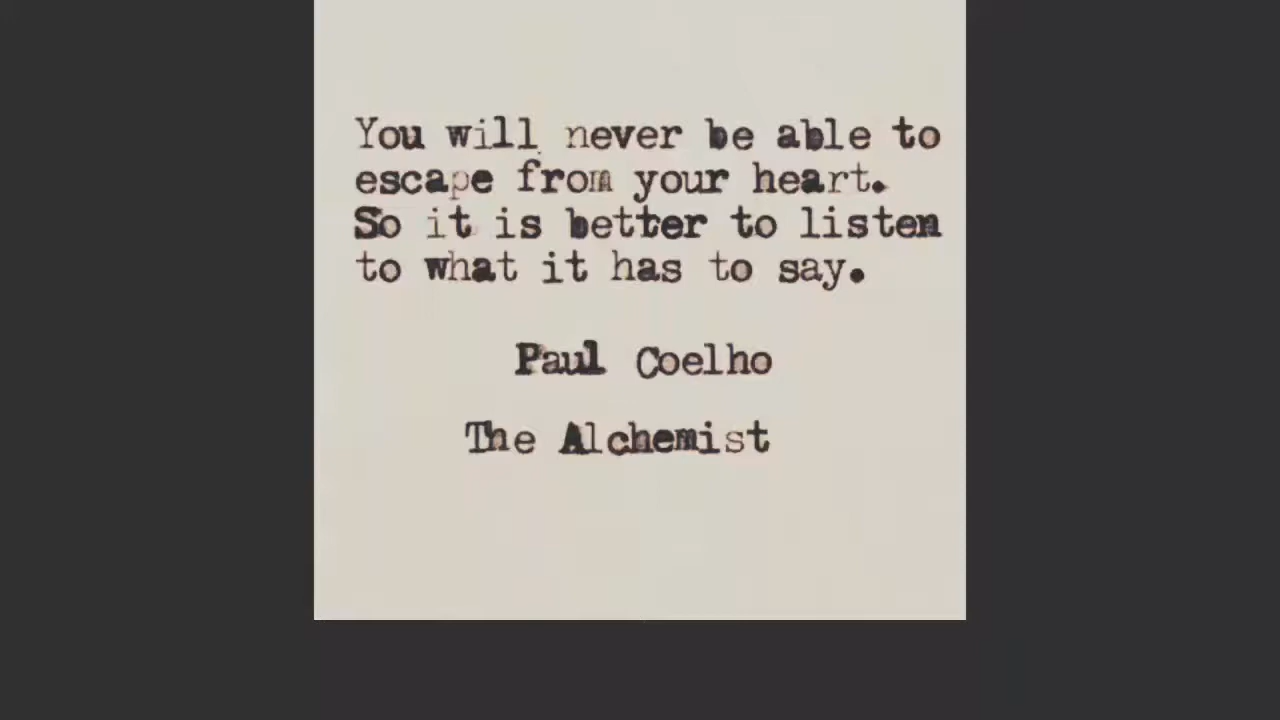 You will never be able to
escape from your heart.
So it is better to listen
to what it has to say.
Paul Coelho
The Alchemist